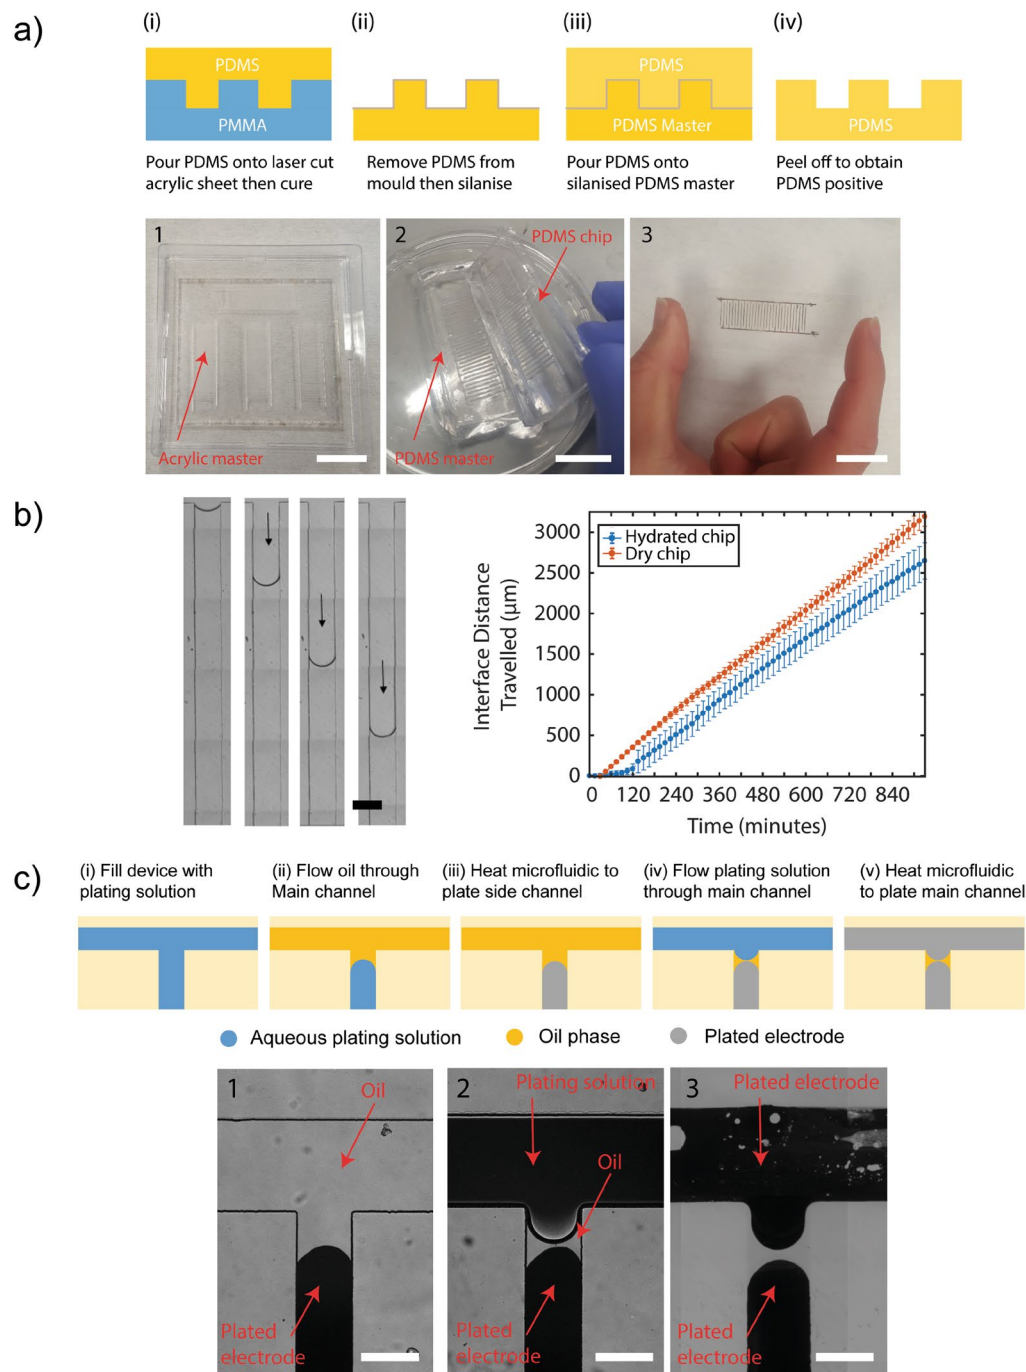 a)
(i)
(ii)
(iii)
(iv)
PDMS
PMMA
PDMS
PDMS Master
PDMS
Pour PDMS onto laser cut
acrylic sheet then cure
Remove PDMS from
mould then silanise
Pour PDMS onto
silanised PDMS master
Peel off to obtain
PDMS positive
1
Acrylic master
2
PDMS chip
PDMS master
3
b)
Interface Distance
Travelled (µm)
3000
2500
2000
1500
1000
500
0
Hydrated chip
Dry chip
0 120 240 360 480 600 720 840
Time (minutes)
c)
(i) Fill device with
plating solution
(ii) Flow oil through
Main channel
(iii) Heat microfluidic to
plate side channel
(iv) Flow plating solution
through main channel
(v) Heat microfluidic
to plate main channel
Aqueous plating solution
Oil phase
Plated electrode
1
Oil
Plated
electrode
2
Plating solution
Oil
Plated
electrode
3
Plated electrode
Plated
electrode